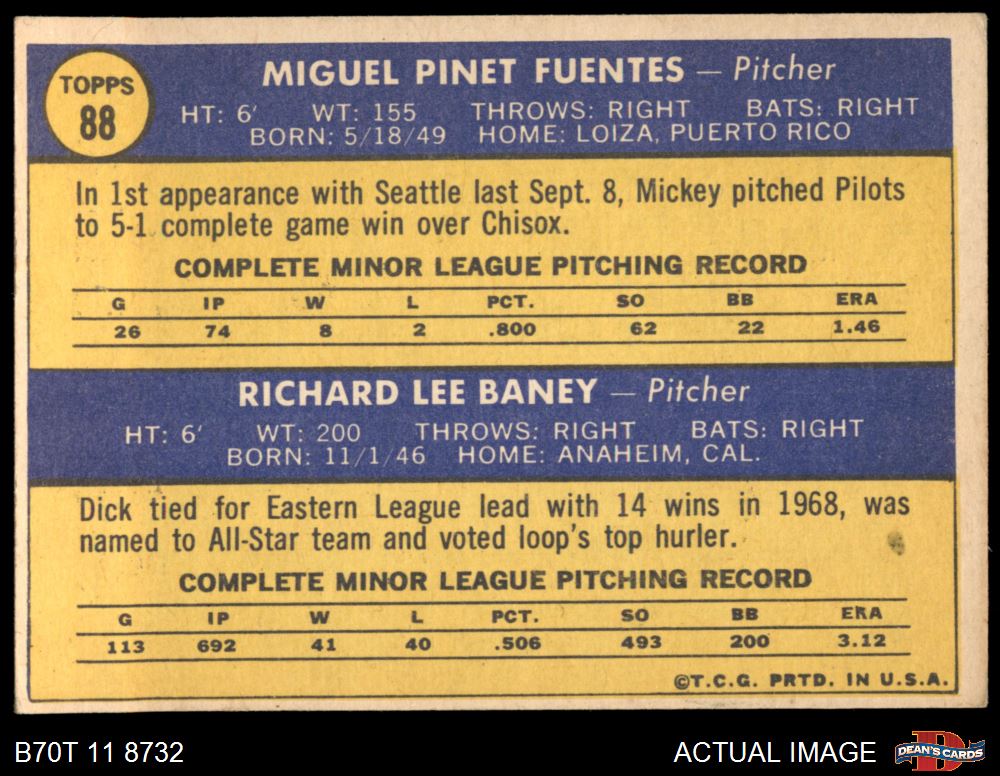 TOPPS
88
MIGUEL PINET FUENTES — Pitcher
HT: 6' WT: 155 THROWS: RIGHT BATS: RIGHT
BORN: 5/18/49 HOME: LOIZA, PUERTO RICO
In 1st appearance with Seattle last Sept. 8, Mickey pitched Pilots
to 5-1 complete game win over Chisox.
COMPLETE MINOR LEAGUE PITCHING RECORD
G IP W L PCT. SO BB ERA
26 74 8 2 .800 62 22 1.46
RICHARD LEE BANEY — Pitcher
HT: 6' WT: 200 THROWS: RIGHT BATS: RIGHT
BORN: 11/1/46 HOME: ANAHEIM, CAL.
Dick tied for Eastern League lead with 14 wins in 1968, was
named to All-Star team and voted loop's top hurler.
COMPLETE MINOR LEAGUE PITCHING RECORD
G IP W L PCT. SO BB ERA
113 692 41 40 .506 493 200 3.12
©T.C.G. PRTD. IN U.S.A.
B70T 11 8732 ACTUAL IMAGE DEAN'S CARDS